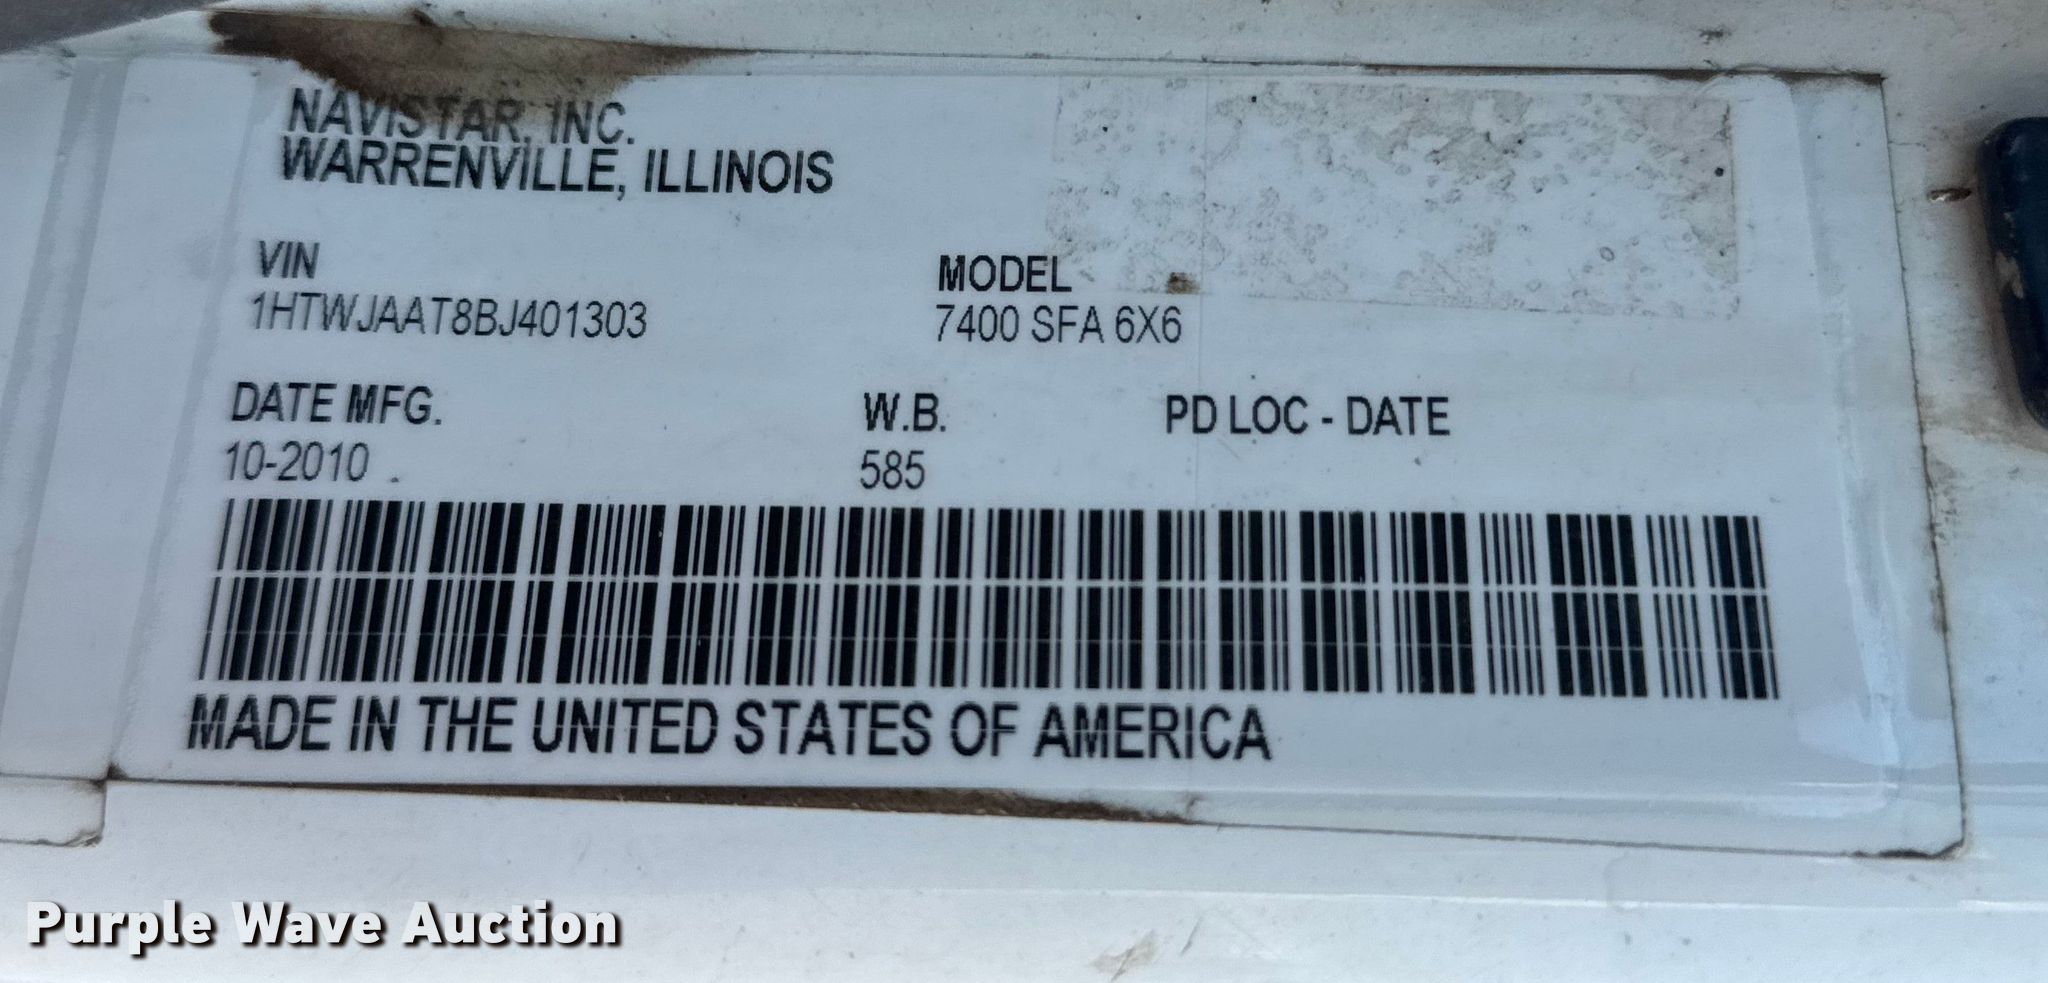 NAVISTAR, INC.
WARRENVILLE, ILLINOIS
VIN
1HTWJAAT8BJ401303
MODEL
7400 SFA 6X6
DATE MFG.
10-2010
W.B.
585
PD LOC - DATE
MADE IN THE UNITED STATES OF AMERICA
Purple Wave Auction